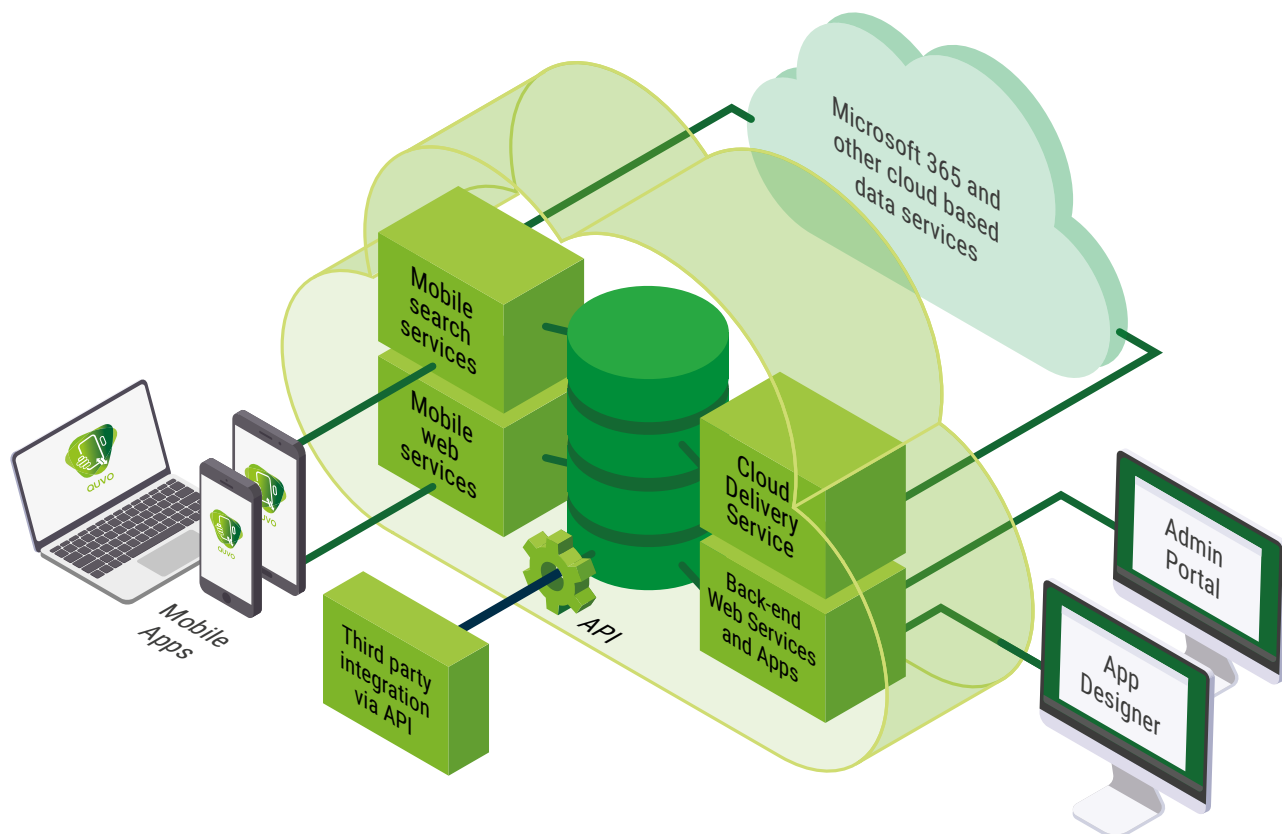 Microsoft 365 and
other cloud based
data services
Mobile
search
services
Mobile
web
services
Cloud
Delivery
Service
Back-end
Web Services
and Apps
API
Third party
integration
via API
QUVO
QUVO
QUVO
Mobile
Apps
Admin
Portal
App
Designer